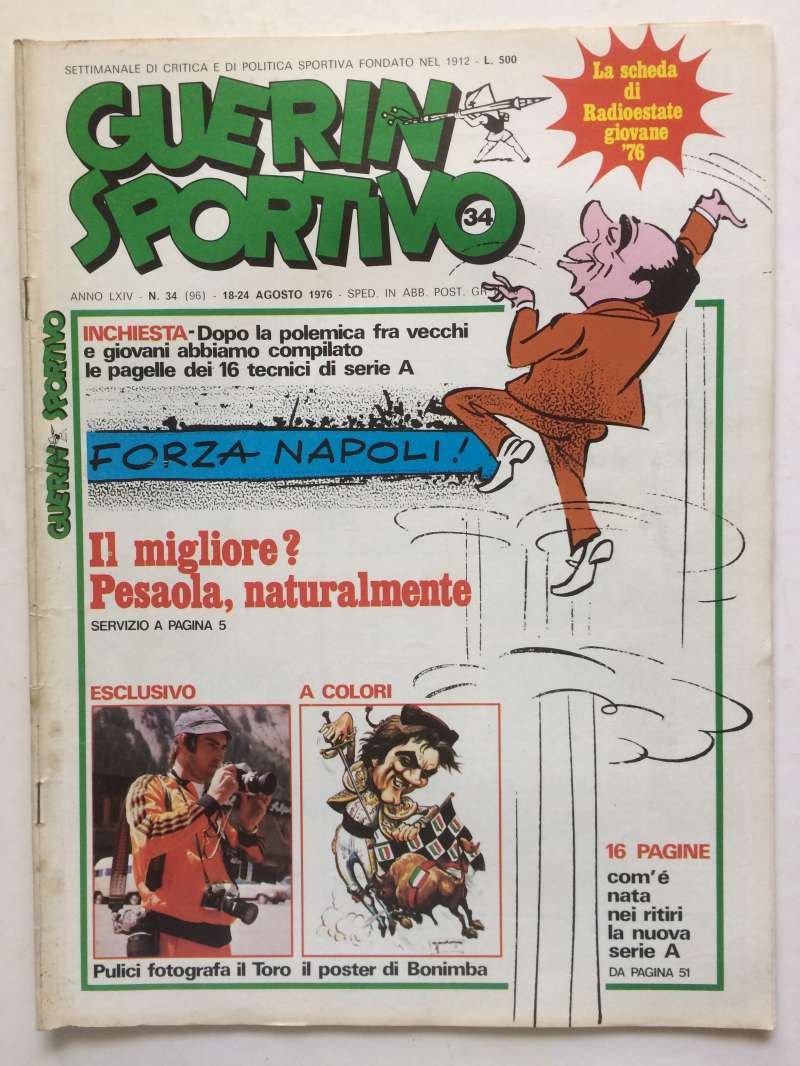 SETTIMANALE DI CRITICA E DI POLITICA SPORTIVA FONDATO NEL 1912 - L. 500
GUERIN
SPORTIVO
34
La scheda
di
Radioestate
giovane
'76
ANNO LXIV - N. 34 (96) - 18-24 AGOSTO 1976 - SPED. IN ABB. POST. GR
GUERIN SPORTIVO
INCHIESTA - Dopo la polemica fra vecchi
e giovani abbiamo compilato
le pagelle dei 16 tecnici di serie A
FORZA NAPOLI!
Il migliore?
Pesaola, naturalmente
SERVIZIO A PAGINA 5
ESCLUSIVO
Pulici fotografa il Toro
A COLORI
il poster di Bonimba
16 PAGINE
com'é
nata
nei ritiri
la nuova
serie A
DA PAGINA 51